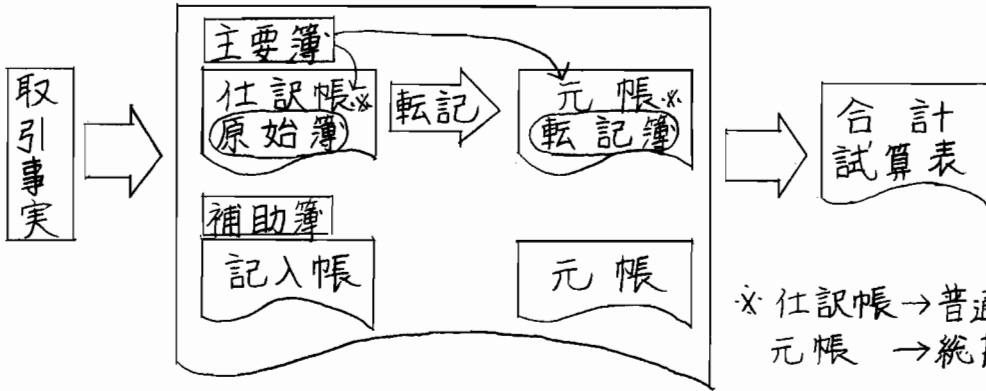 取引事実
主要簿
仕訳帳※
原始簿
転記
元帳※
転記簿
合計
試算表
補助簿
記入帳
元帳
※仕訳帳→普通
元帳→総